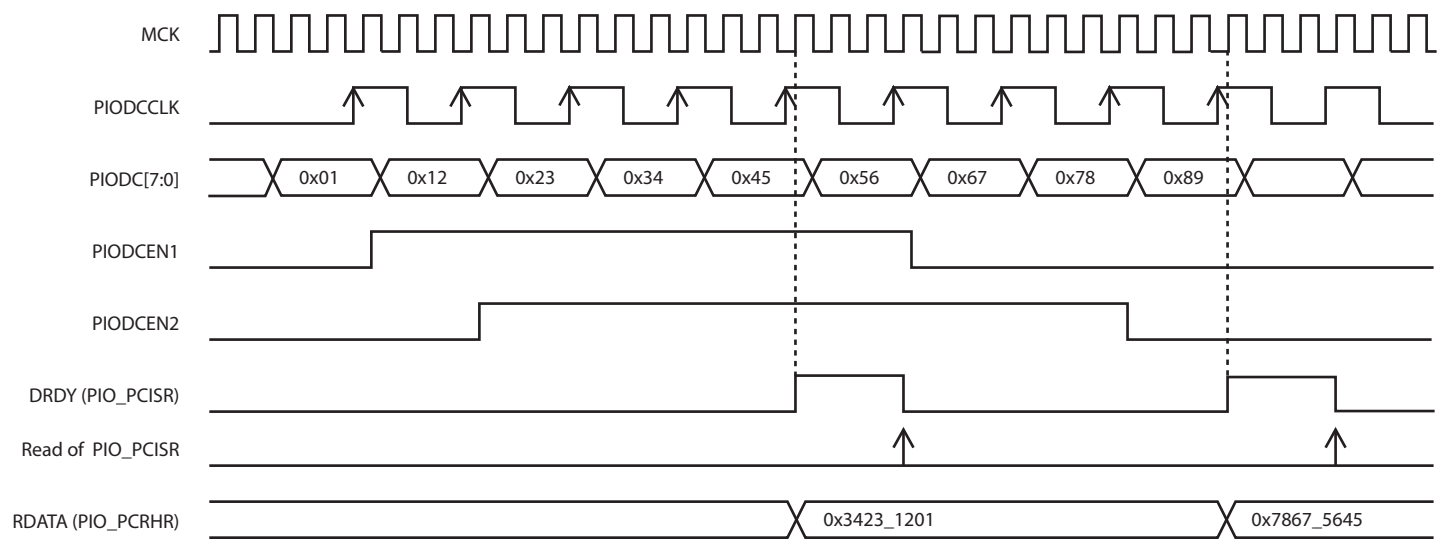 MCK
PIODCCLK
PIODC[7:0] 0x01 0x12 0x23 0x34 0x45 0x56 0x67 0x78 0x89
PIODCEN1
PIODCEN2
DRDY (PIO_PCISR)
Read of PIO_PCISR
RDATA (PIO_PCRHR) 0x3423_1201 0x7867_5645